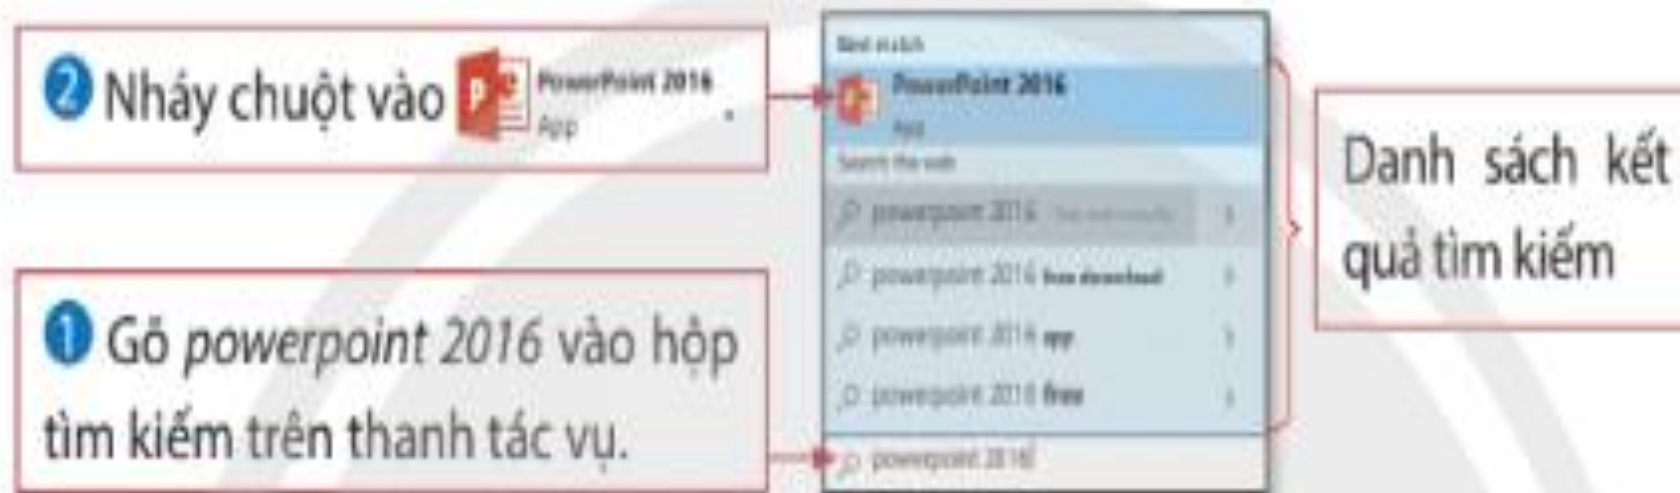 2 Nháy chuột vào PowerPoint 2016 App .
1 Gõ powerpoint 2016 vào hộp
tìm kiếm trên thanh tác vụ.
Best match
PowerPoint 2016
App
Search the web
powerpoint 2016
powerpoint 2016 free download
powerpoint 2016 app
powerpoint 2016 free
powerpoint 2016
Danh sách kết
quả tìm kiếm